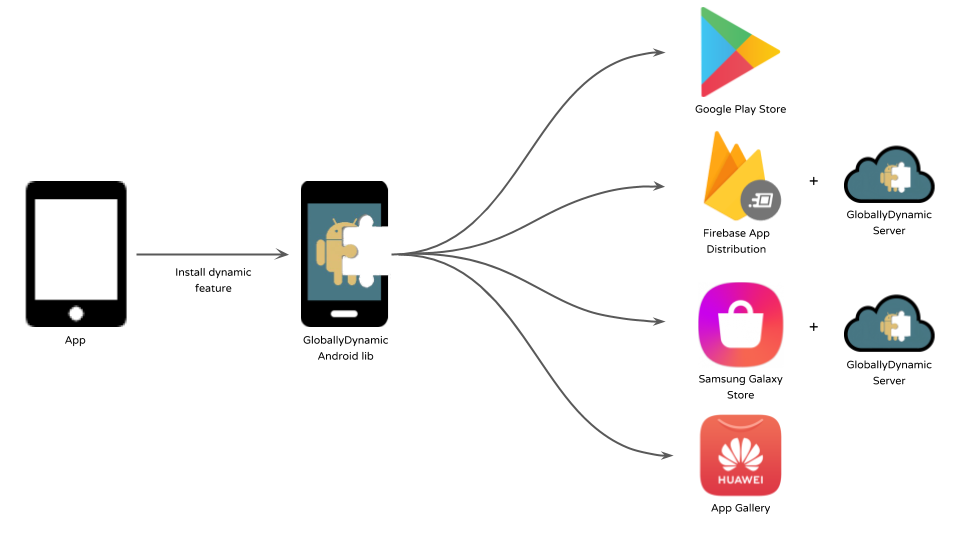 App
Install dynamic
feature
GloballyDynamic
Android lib
Google Play Store
Firebase App
Distribution
+
GloballyDynamic
Server
Samsung Galaxy
Store
+
GloballyDynamic
Server
HUAWEI
App Gallery